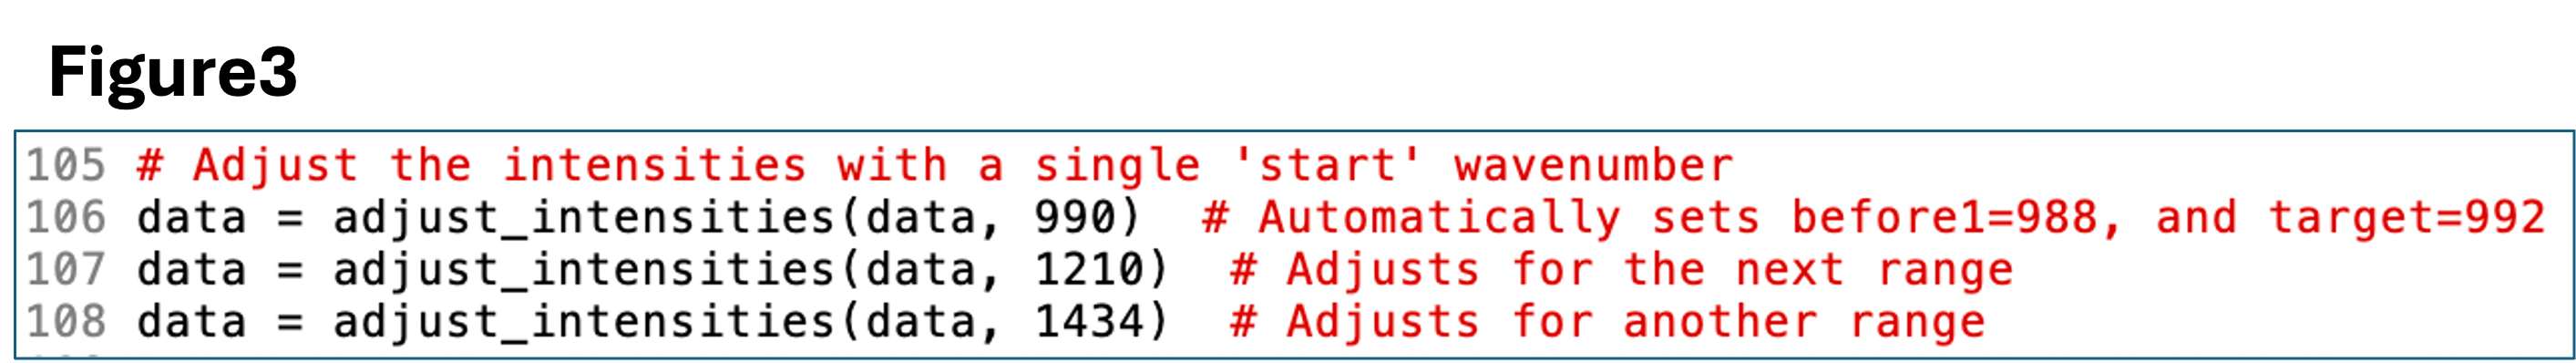 Figure3
105 # Adjust the intensities with a single 'start' wavenumber
106 data = adjust_intensities(data, 990)  # Automatically sets before1=988, and target=992
107 data = adjust_intensities(data, 1210)  # Adjusts for the next range
108 data = adjust_intensities(data, 1434)  # Adjusts for another range